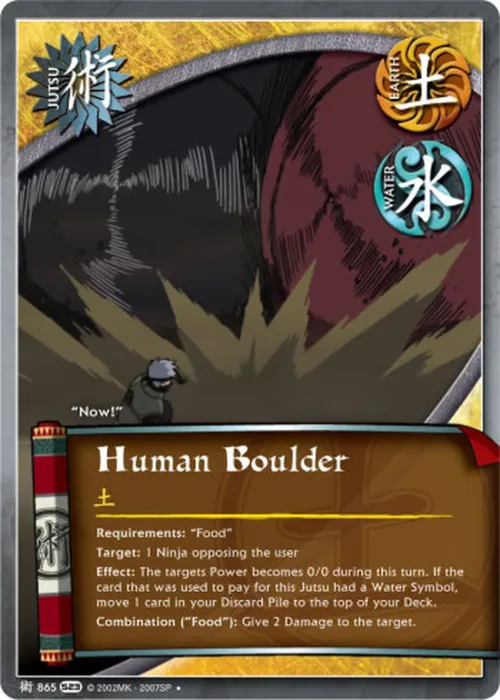 JUTSU 術
EARTH 土
WATER 水
"Now!"
Human Boulder
土
Requirements: "Food"
Target: 1 Ninja opposing the user
Effect: The targets Power becomes 0/0 during this turn. If the
card that was used to pay for this Jutsu had a Water Symbol,
move 1 card in your Discard Pile to the top of your Deck.
Combination ("Food"): Give 2 Damage to the target.
術
術 865 © 2002MK · 2007SP